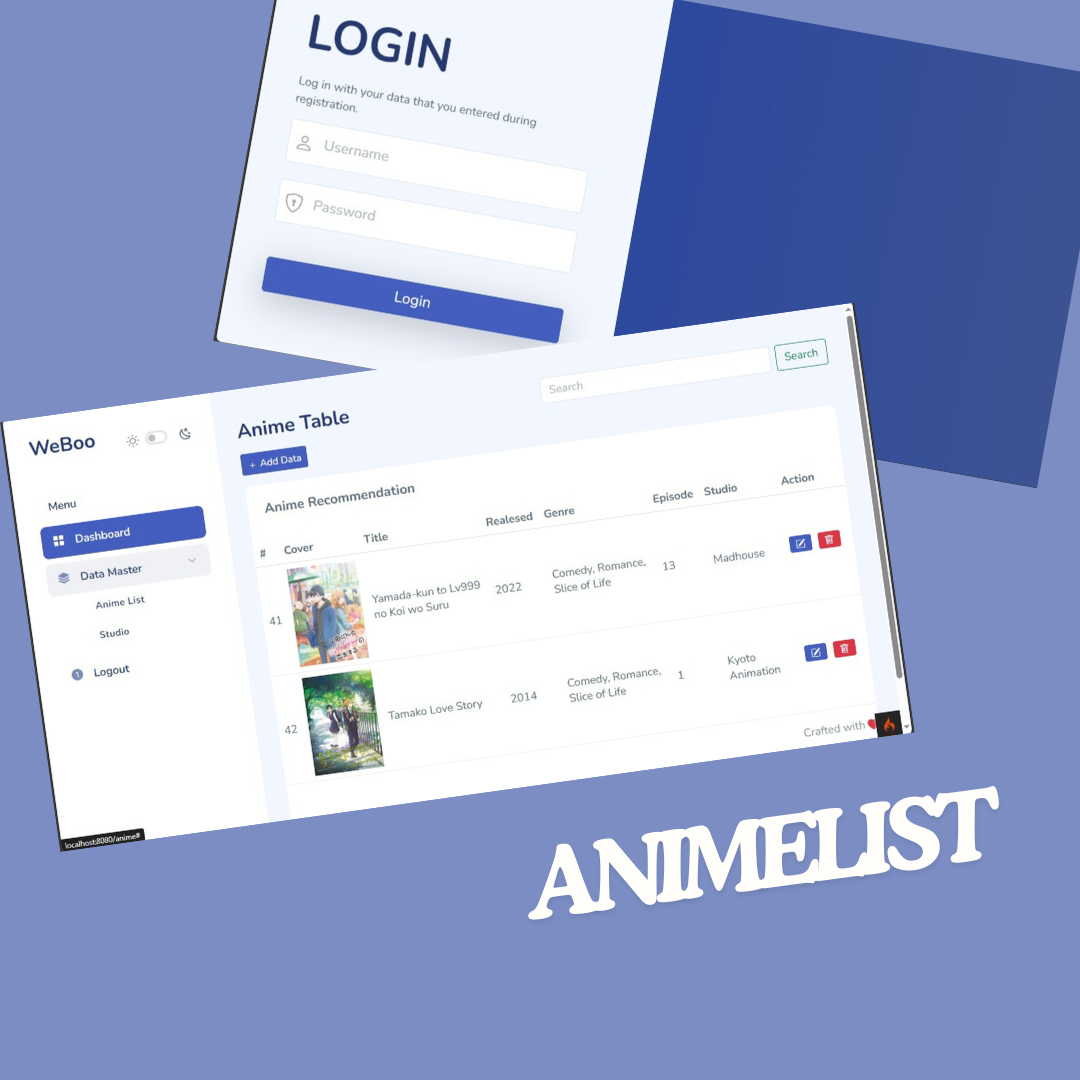 LOGIN
Log in with your data that you entered during
registration.
Username
Password
Login
WeBoo
Menu
Dashboard
Data Master
Anime List
Studio
1 Logout
Search
Search
Anime Table
+ Add Data
Anime Recommendation
# Cover Title Realesed Genre Episode Studio Action
41 Yamada-kun to Lv999
no Koi wo Suru
2022
Comedy, Romance,
Slice of Life
13
Madhouse
42 Tamako Love Story
2014
Comedy, Romance,
Slice of Life
1
Kyoto
Animation
Crafted with
localhost:8080/anime#
ANIMELIST